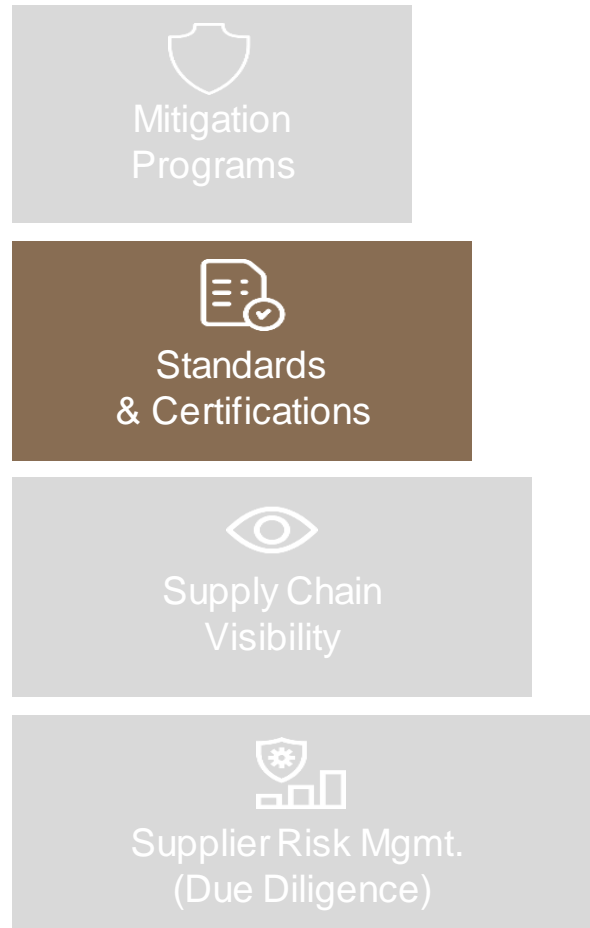 Mitigation
Programs
Standards
& Certifications
Supply Chain
Visibility
Supplier Risk Mgmt.
(Due Diligence)